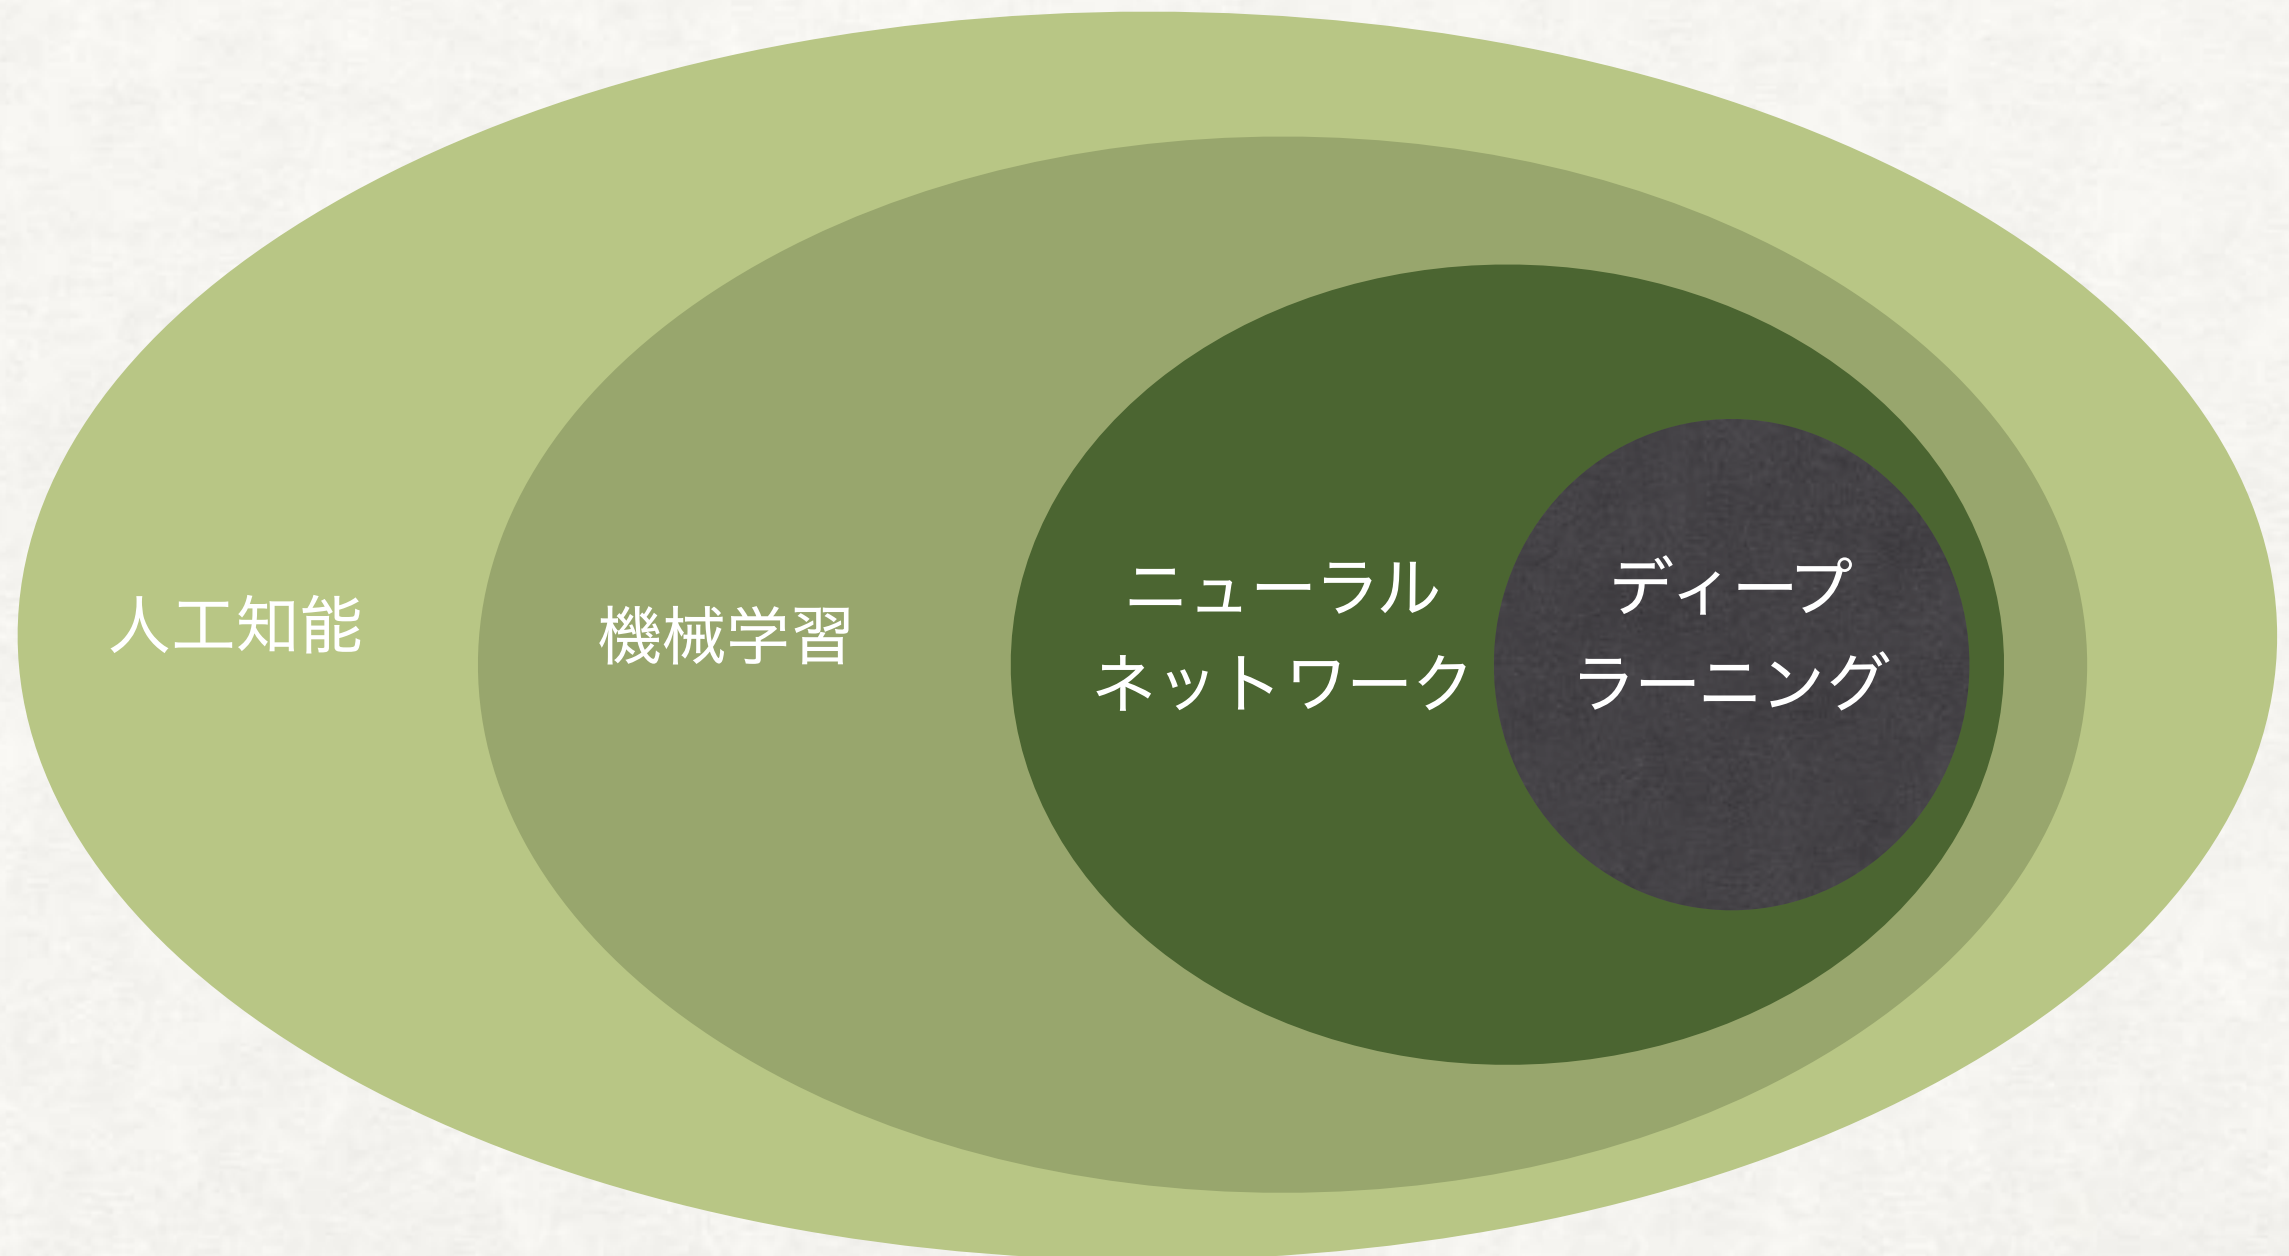 人工知能
機械学習
ニューラル
ネットワーク
ディープ
ラーニング